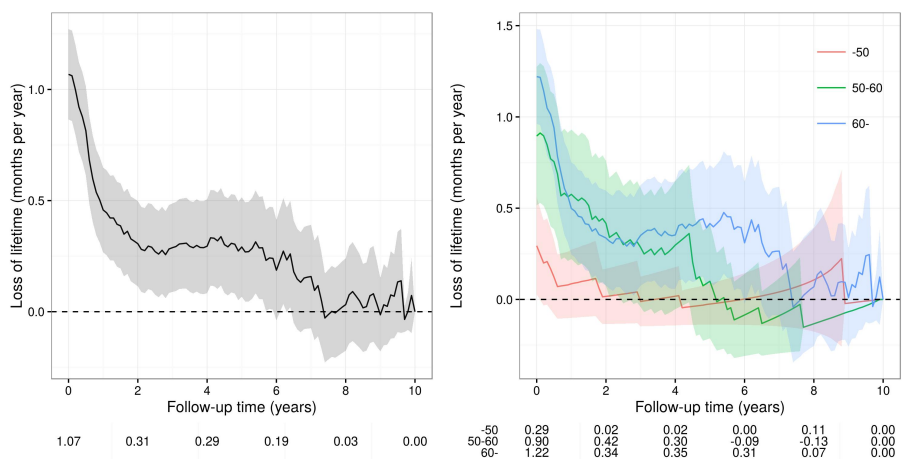 Loss of lifetime (months per year)
1.0
0.5
0.0
0 2 4 6 8 10
Follow-up time (years)
1.07 0.31 0.29 0.19 0.03 0.00
Loss of lifetime (months per year)
1.5
1.0
0.5
0.0
-50
50-60
60-
0 2 4 6 8 10
Follow-up time (years)
-50 0.29 0.02 0.02 0.00 0.11 0.00
50-60 0.90 0.42 0.30 -0.09 -0.13 0.00
60- 1.22 0.34 0.35 0.31 0.07 0.00